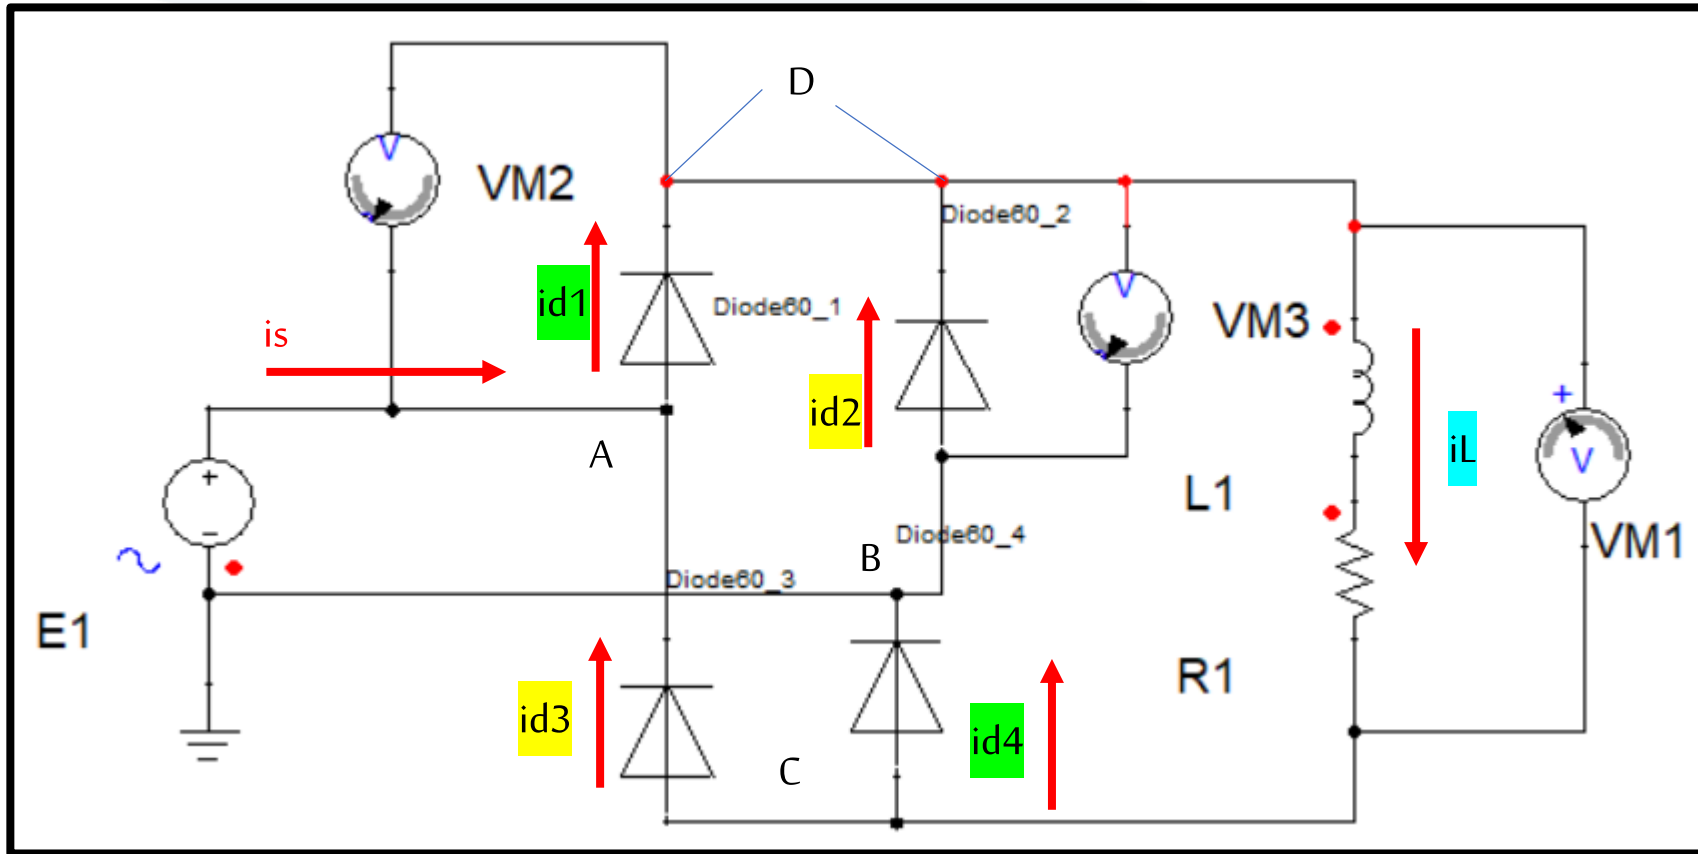 D
V
VM2
Diode60_2
id1
Diode60_1
V
VM3
is
id2
+
A
iL
V
+
L1
−
Diode60_4
B
VM1
Diode60_3
E1
R1
id3
id4
C